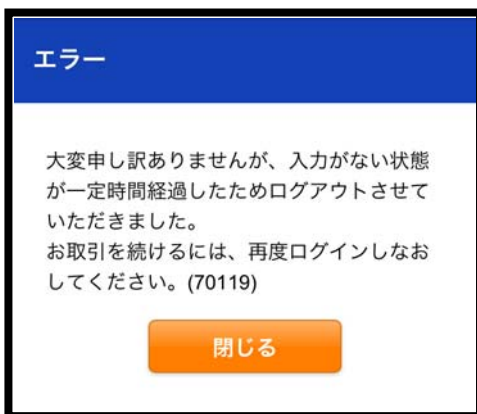 エラー
大変申し訳ありませんが、入力がない状態
が一定時間経過したためログアウトさせて
いただきました。
お取引を続けるには、再度ログインしなお
してください。(70119)
閉じる